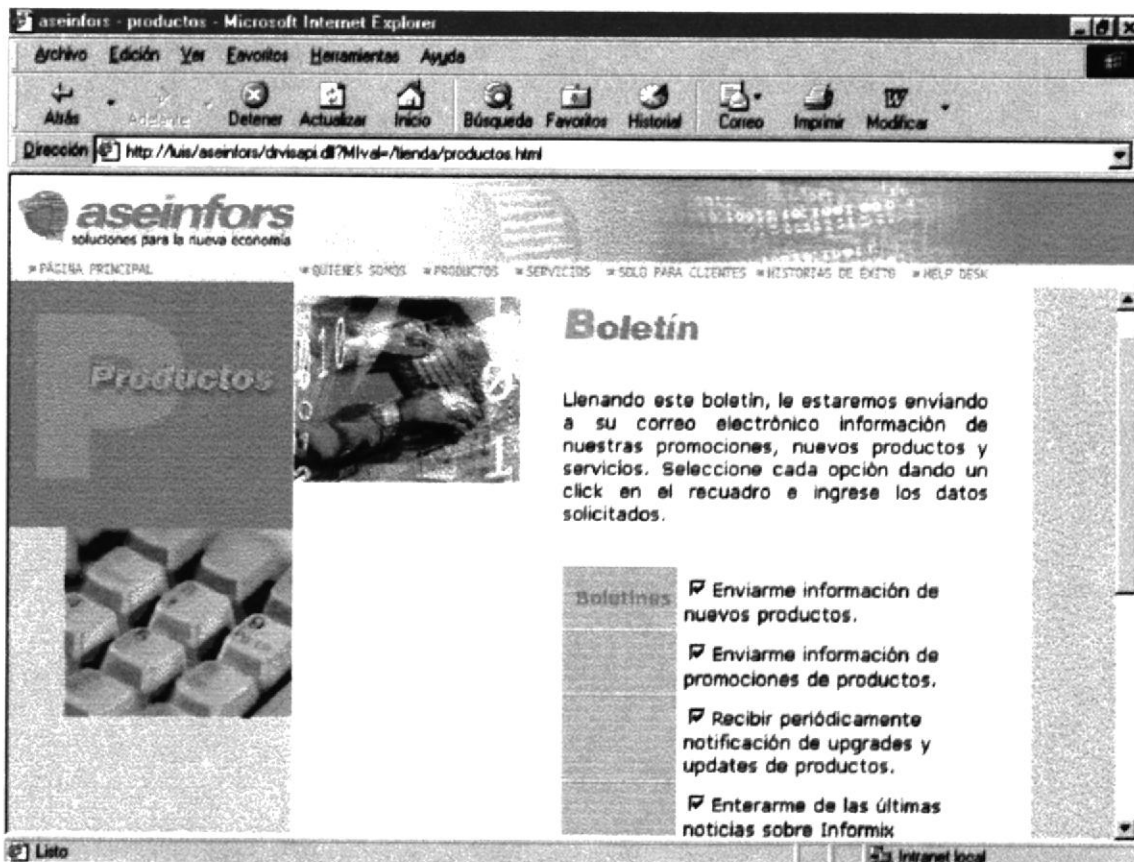 aseinfors - productos - Microsoft Internet Explorer
Archivo Edición Ver Favoritos Herramientas Ayuda
Atrás Adelante Detener Actualizar Inicio Búsqueda Favoritos Historial Correo Imprimir Modificar
Dirección http://luis/aseinfors/drvisapi.dll?MIval=/tienda/productos.html
aseinfors
soluciones para la nueva economía
PÁGINA PRINCIPAL QUIENES SOMOS PRODUCTOS SERVICIOS SOLO PARA CLIENTES HISTORIAS DE ÉXITO HELP DESK
P
Productos
Boletín
Llenando este boletín, le estaremos enviando
a su correo electrónico información de
nuestras promociones, nuevos productos y
servicios. Seleccione cada opción dando un
click en el recuadro e ingrese los datos
solicitados.
Boletines
Enviarme información de
nuevos productos.
Enviarme información de
promociones de productos.
Recibir periódicamente
notificación de upgrades y
updates de productos.
Enterarme de las últimas
noticias sobre Informix
Listo Intranet local